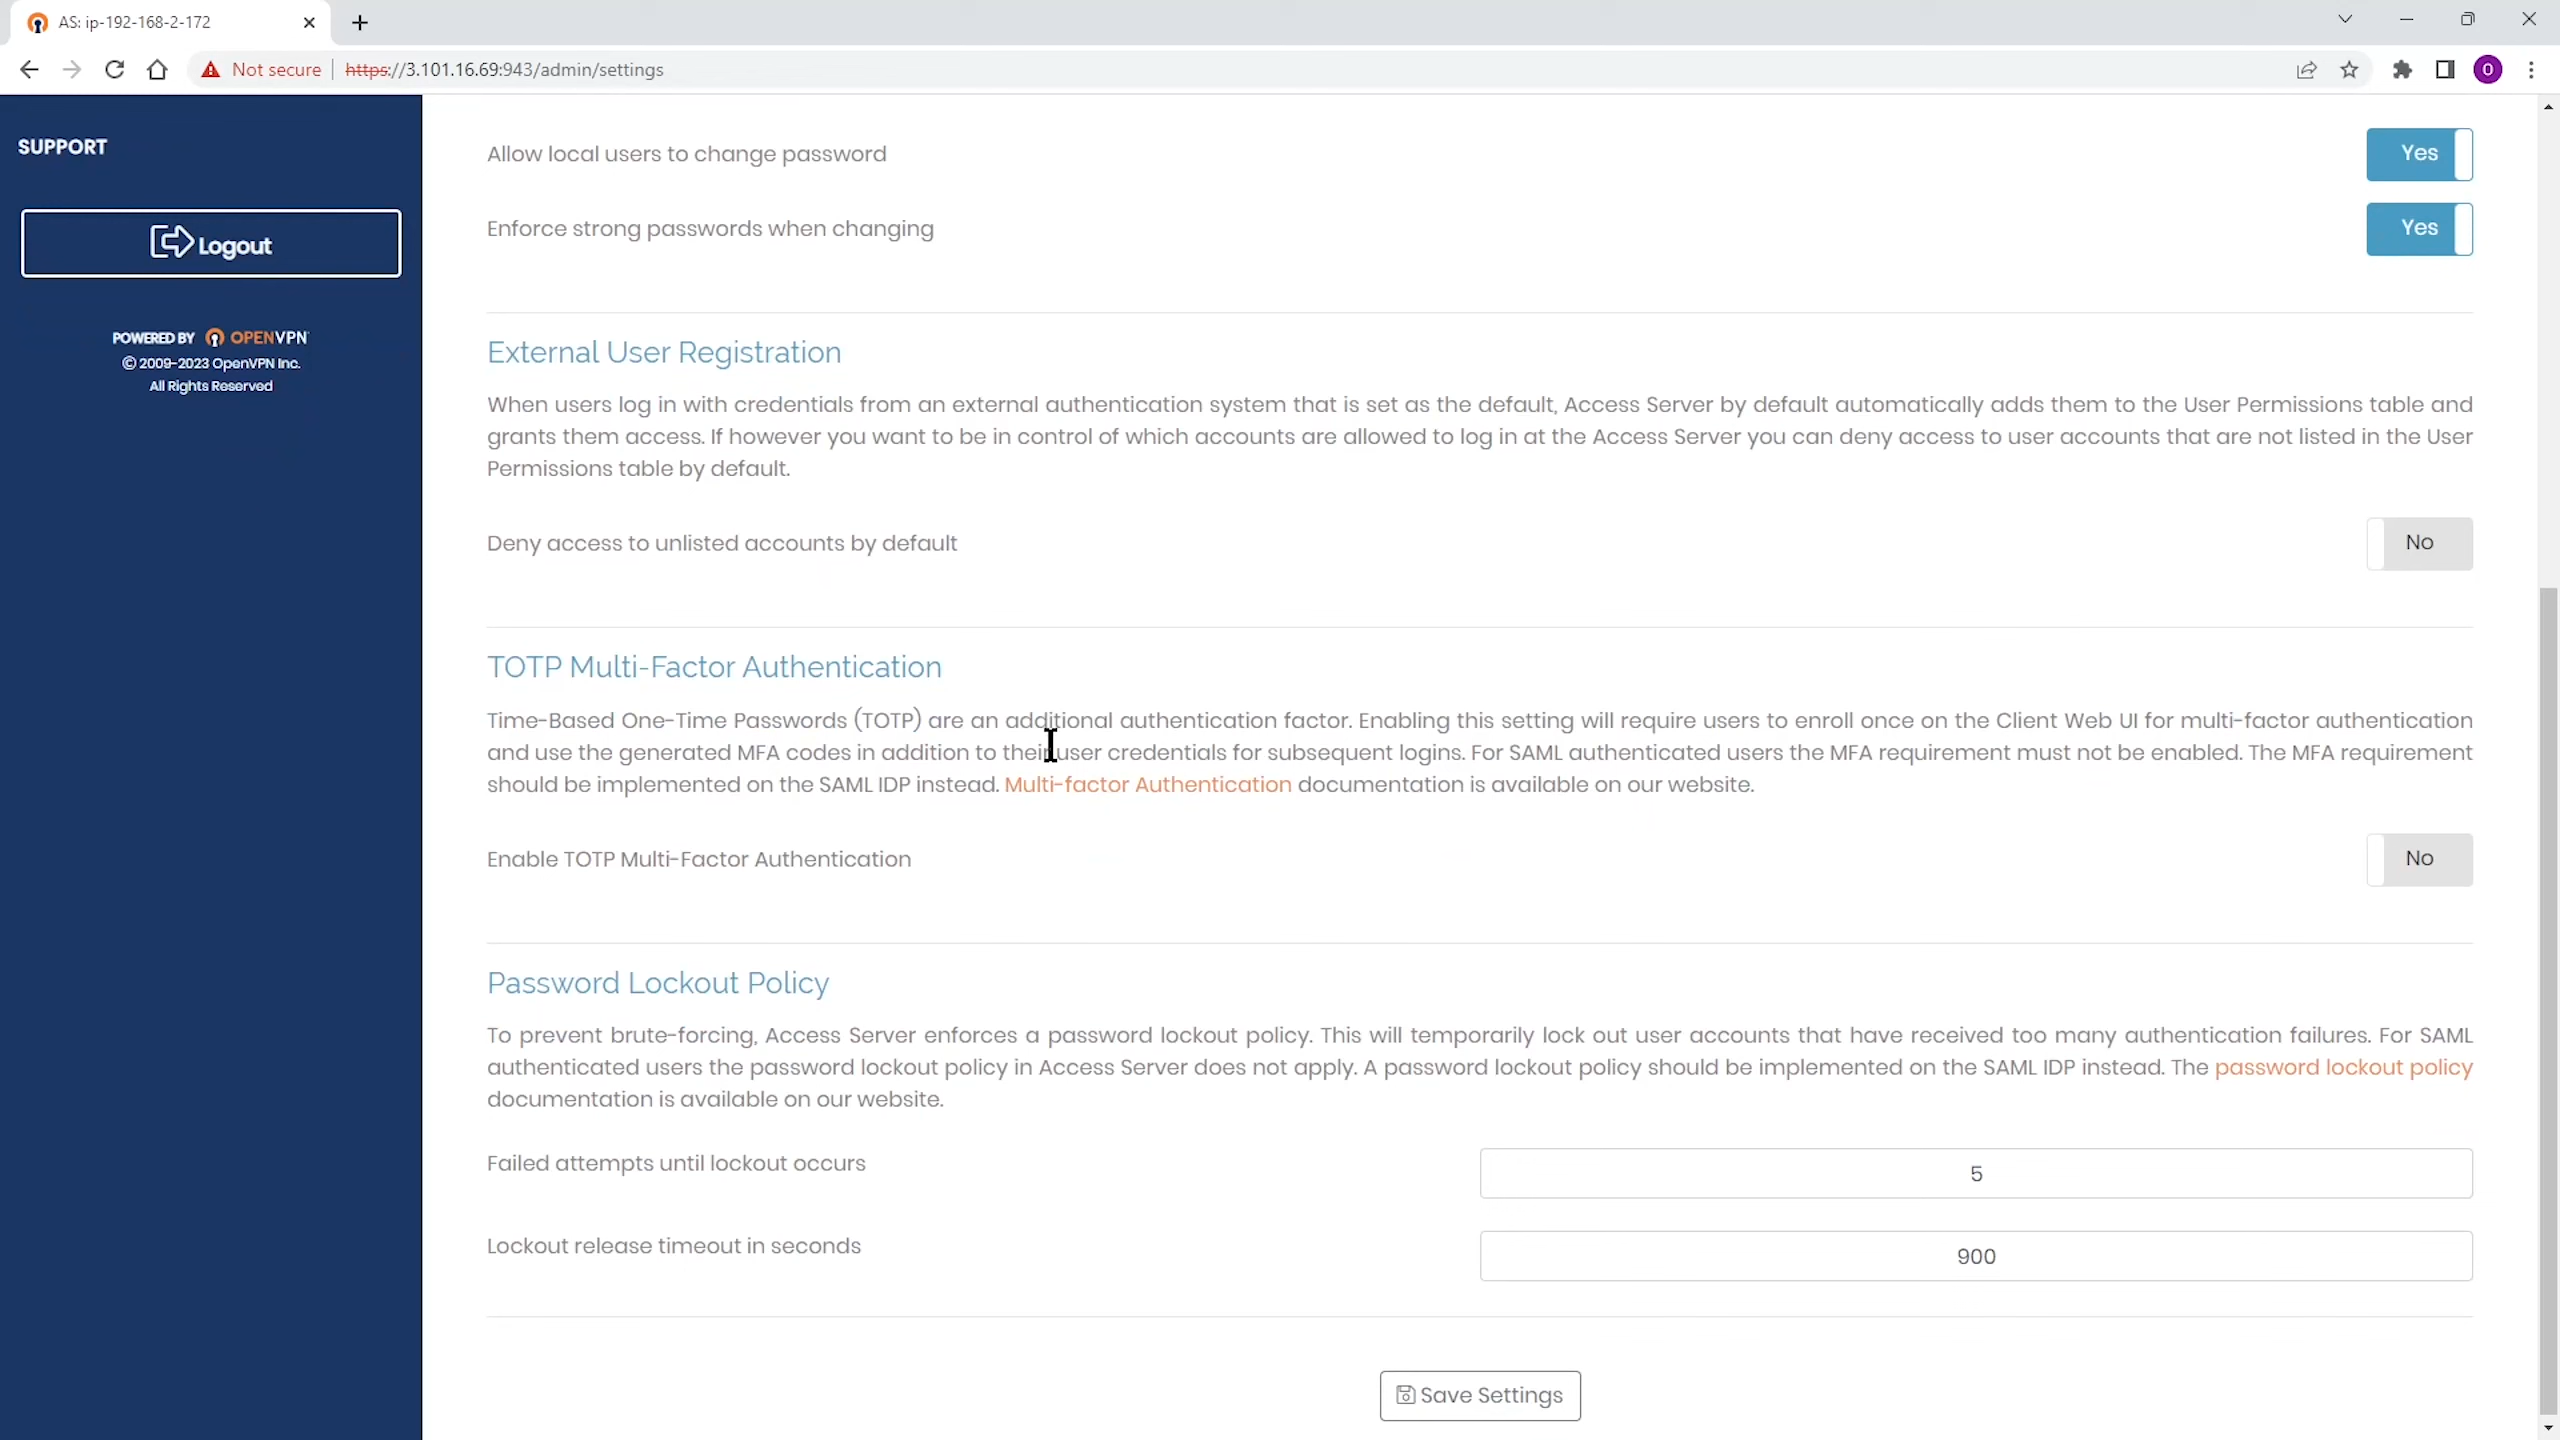 AS: ip-192-168-2-172
Not secure https://3.101.16.69:943/admin/settings
O
SUPPORT
Logout
POWERED BY OPENVPN
© 2009-2023 OpenVPN Inc.
All Rights Reserved
Allow local users to change password
Yes
Enforce strong passwords when changing
Yes
External User Registration
When users log in with credentials from an external authentication system that is set as the default, Access Server by default automatically adds them to the User Permissions table and
grants them access. If however you want to be in control of which accounts are allowed to log in at the Access Server you can deny access to user accounts that are not listed in the User
Permissions table by default.
Deny access to unlisted accounts by default
No
TOTP Multi-Factor Authentication
Time-Based One-Time Passwords (TOTP) are an additional authentication factor. Enabling this setting will require users to enroll once on the Client Web UI for multi-factor authentication
and use the generated MFA codes in addition to their user credentials for subsequent logins. For SAML authenticated users the MFA requirement must not be enabled. The MFA requirement
should be implemented on the SAML IDP instead. Multi-factor Authentication documentation is available on our website.
Enable TOTP Multi-Factor Authentication
No
Password Lockout Policy
To prevent brute-forcing, Access Server enforces a password lockout policy. This will temporarily lock out user accounts that have received too many authentication failures. For SAML
authenticated users the password lockout policy in Access Server does not apply. A password lockout policy should be implemented on the SAML IDP instead. The password lockout policy
documentation is available on our website.
Failed attempts until lockout occurs
5
Lockout release timeout in seconds
900
Save Settings